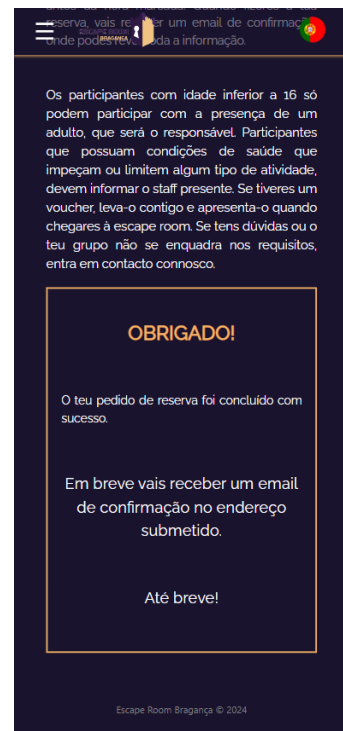 reserva, vais um email de
ESCAPE ROOM
BRAGANÇA
onde podes toda a informação.
Os participantes com idade inferior a 16 só
podem participar com a presença de um
adulto, que será o responsável. Participantes
que possuam condições de saúde que
impeçam ou limitem algum tipo de atividade,
devem informar o staff presente. Se tiveres um
voucher, leva-o contigo e apresenta-o quando
chegares à escape room. Se tens dúvidas ou o
teu grupo não se enquadra nos requisitos,
entra em contacto connosco.
OBRIGADO!
O teu pedido de reserva foi concluído com
sucesso.
Em breve vais receber um email
de confirmação no endereço
submetido.
Até breve!
Escape Room Bragança © 2024